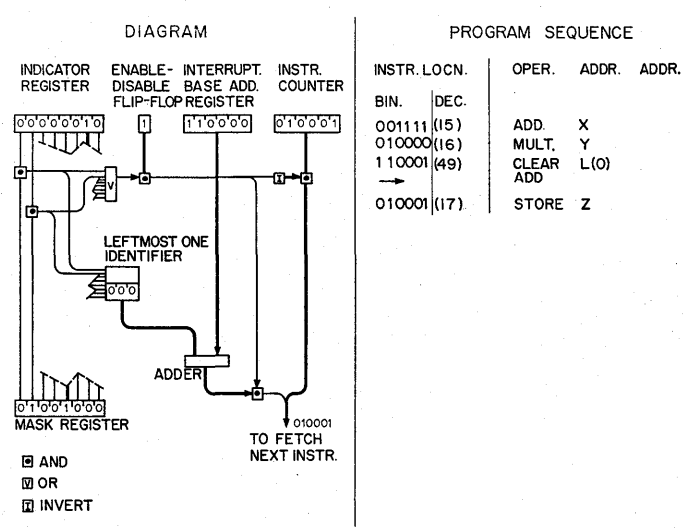 DIAGRAM
INDICATOR REGISTER
ENABLE-DISABLE FLIP-FLOP
INTERRUPT. BASE ADD. REGISTER
INSTR. COUNTER
0 0 0 0 0 0 1 0
1
1 1 0 0 0 0
0 1 0 0 0 1
V
I
LEFTMOST ONE IDENTIFIER
0 0 0
ADDER
0 1 0 0 1 0 0 0
MASK REGISTER
010001
TO FETCH NEXT INSTR.
AND
V OR
I INVERT
PROGRAM SEQUENCE
INSTR. LOCN. OPER. ADDR. ADDR.
BIN. DEC.
001111 (15) ADD. X
010000 (16) MULT, Y
110001 (49) CLEAR ADD L(0)
010001 (17) STORE Z